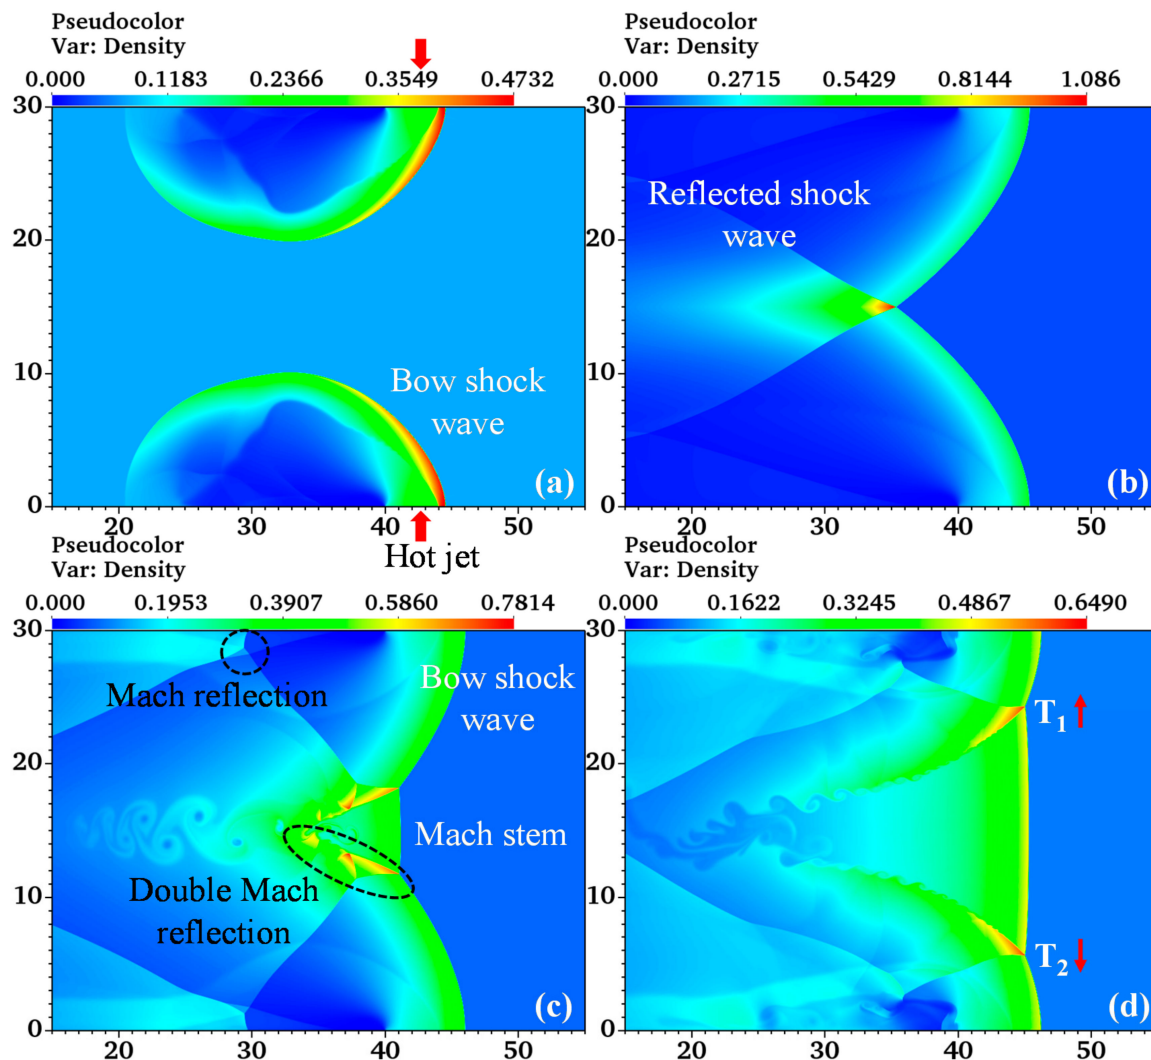 Pseudocolor
Var: Density
0.000 0.1183 0.2366 0.3549 0.4732
30
20
10
0
20 30 40 50
Bow shock
wave
(a)
Hot jet
Pseudocolor
Var: Density
0.000 0.2715 0.5429 0.8144 1.086
30
20
10
0
20 30 40 50
Reflected shock
wave
(b)
Pseudocolor
Var: Density
0.000 0.1953 0.3907 0.5860 0.7814
30
20
10
0
20 30 40 50
Mach reflection
Bow shock
wave
Mach stem
Double Mach
reflection
(c)
Pseudocolor
Var: Density
0.000 0.1622 0.3245 0.4867 0.6490
30
20
10
0
20 30 40 50
T1
T2
(d)